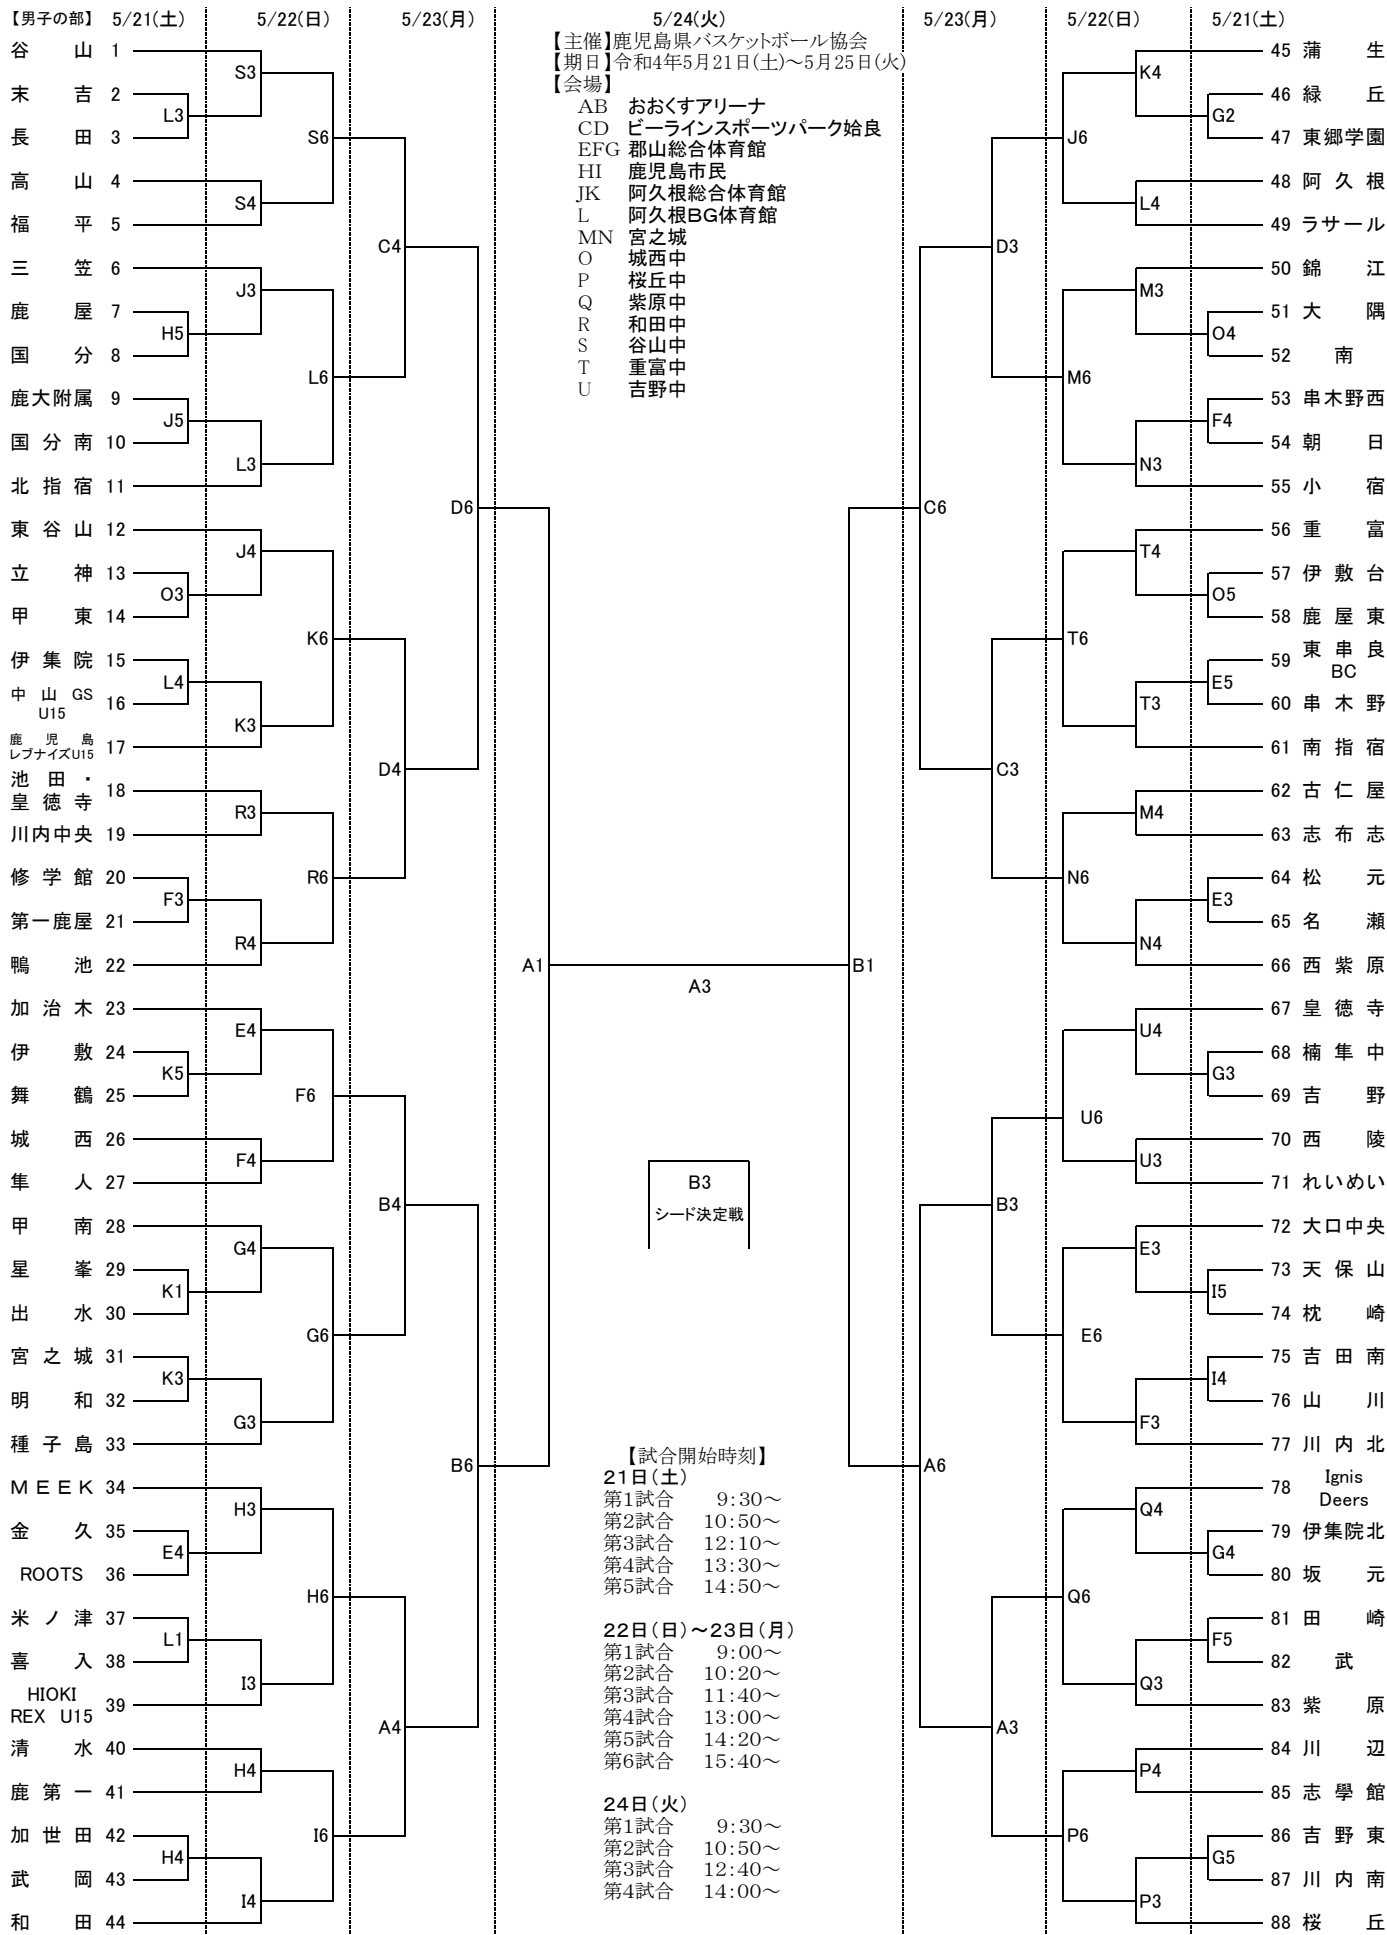 【男子の部】 5/21(土) 5/22(日) 5/23(月) 5/24(火) 5/23(月) 5/22(日) 5/21(土)
【主催】鹿児島県バスケットボール協会
【期日】令和4年5月21日(土)～5月25日(火)
【会場】
AB おおくすアリーナ
CD ビーラインスポーツパーク姶良
EFG 郡山総合体育館
HI 鹿児島市民
JK 阿久根総合体育館
L 阿久根BG体育館
MN 宮之城
O 城西中
P 桜丘中
Q 紫原中
R 和田中
S 谷山中
T 重富中
U 吉野中
谷山 1
末吉 2
長田 3
高山 4
福平 5
三笠 6
鹿屋 7
国分 8
鹿大附属 9
国分南 10
北指宿 11
東谷山 12
立神 13
甲東 14
伊集院 15
中山GS
U15 16
鹿児島
レブナイズU15 17
池田・
皇徳寺 18
川内中央 19
修学館 20
第一鹿屋 21
鴨池 22
加治木 23
伊敷 24
舞鶴 25
城西 26
隼人 27
甲南 28
星峯 29
出水 30
宮之城 31
明和 32
種子島 33
MEEK 34
金久 35
ROOTS 36
米ノ津 37
喜入 38
HIOKI
REX U15 39
清水 40
鹿第一 41
加世田 42
武岡 43
和田 44
L3
H5
J5
O3
L4
F3
K5
K1
K3
E4
L1
H4
S3
S4
J3
L3
J4
K3
R3
R4
E4
F4
G4
G3
H3
I3
H4
I4
S6
L6
K6
R6
F6
G6
H6
I6
C4
D4
B4
A4
D6
B6
A1
A3
B1
B3
シード決定戦
【試合開始時刻】
21日(土)
第1試合 9:30～
第2試合 10:50～
第3試合 12:10～
第4試合 13:30～
第5試合 14:50～
22日(日)～23日(月)
第1試合 9:00～
第2試合 10:20～
第3試合 11:40～
第4試合 13:00～
第5試合 14:20～
第6試合 15:40～
24日(火)
第1試合 9:30～
第2試合 10:50～
第3試合 12:40～
第4試合 14:00～
C6
A6
D3
C3
B3
A3
J6
M6
T6
N6
U6
E6
Q6
P6
K4
L4
M3
N3
T4
T3
M4
N4
U4
U3
E3
F3
Q4
Q3
P4
P3
G2
O4
F4
O5
E5
E3
G3
I5
I4
G4
F5
G5
45 蒲生
46 緑丘
47 東郷学園
48 阿久根
49 ラサール
50 錦江
51 大隅
52 南
53 串木野西
54 朝日
55 小宿
56 重富
57 伊敷台
58 鹿屋東
59 東串良
BC
60 串木野
61 南指宿
62 古仁屋
63 志布志
64 松元
65 名瀬
66 西紫原
67 皇徳寺
68 楠隼中
69 吉野
70 西陵
71 れいめい
72 大口中央
73 天保山
74 枕崎
75 吉田南
76 山川
77 川内北
78 Ignis
Deers
79 伊集院北
80 坂元
81 田崎
82 武
83 紫原
84 川辺
85 志學館
86 吉野東
87 川内南
88 桜丘